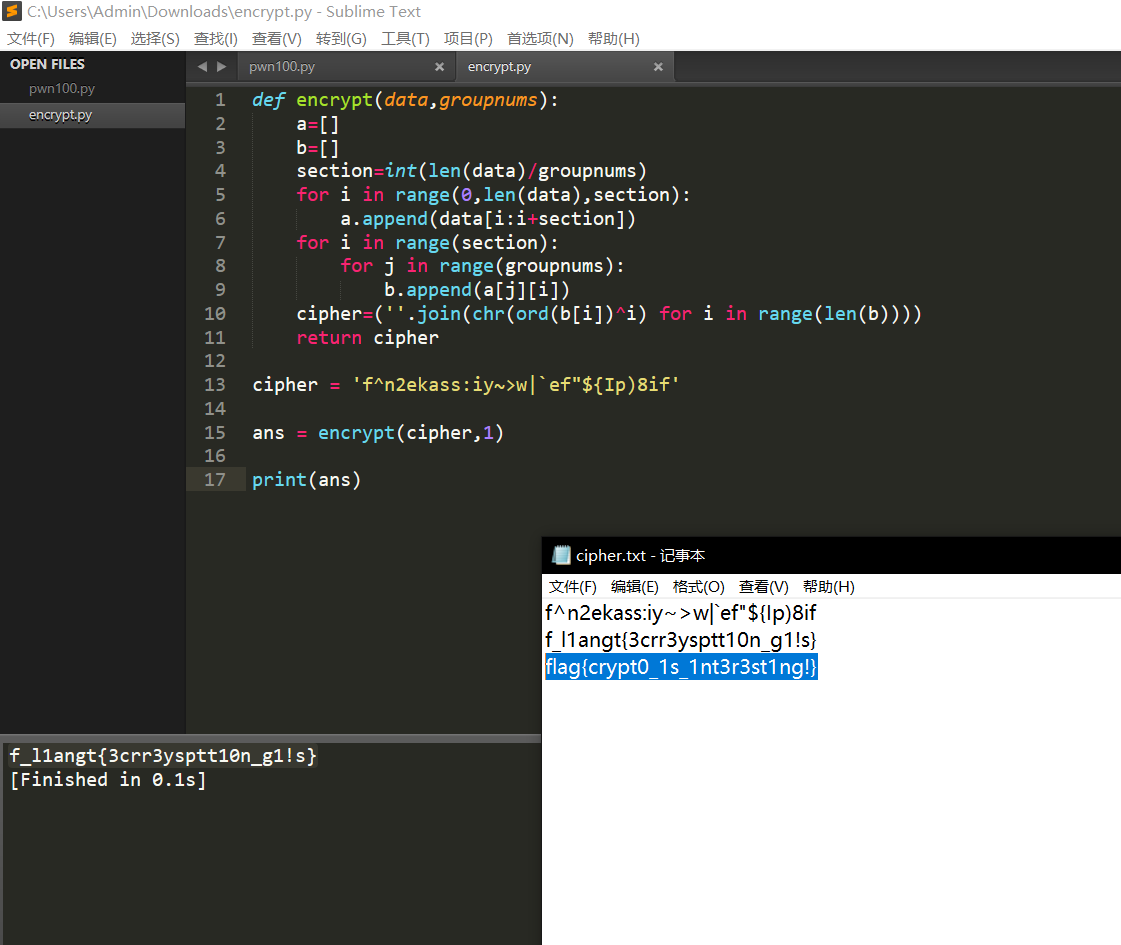 C:\Users\Admin\Downloads\encrypt.py - Sublime Text
文件(F) 编辑(E) 选择(S) 查找(I) 查看(V) 转到(G) 工具(T) 项目(P) 首选项(N) 帮助(H)
OPEN FILES
pwn100.py
encrypt.py
pwn100.py × encrypt.py ×
1 def encrypt(data,groupnums):
2     a=[]
3     b=[]
4     section=int(len(data)/groupnums)
5     for i in range(0,len(data),section):
6         a.append(data[i:i+section])
7     for i in range(section):
8         for j in range(groupnums):
9             b.append(a[j][i])
10     cipher=(''.join(chr(ord(b[i])^i) for i in range(len(b))))
11     return cipher
12
13 cipher = 'f^n2ekass:iy~>w|`ef"${Ip)8if'
14
15 ans = encrypt(cipher,1)
16
17 print(ans)
f_l1angt{3crr3ysptt10n_g1!s}
[Finished in 0.1s]
cipher.txt - 记事本
文件(F) 编辑(E) 格式(O) 查看(V) 帮助(H)
f^n2ekass:iy~>w|`ef"${Ip)8if
f_l1angt{3crr3ysptt10n_g1!s}
flag{crypt0_1s_1nt3r3st1ng!}